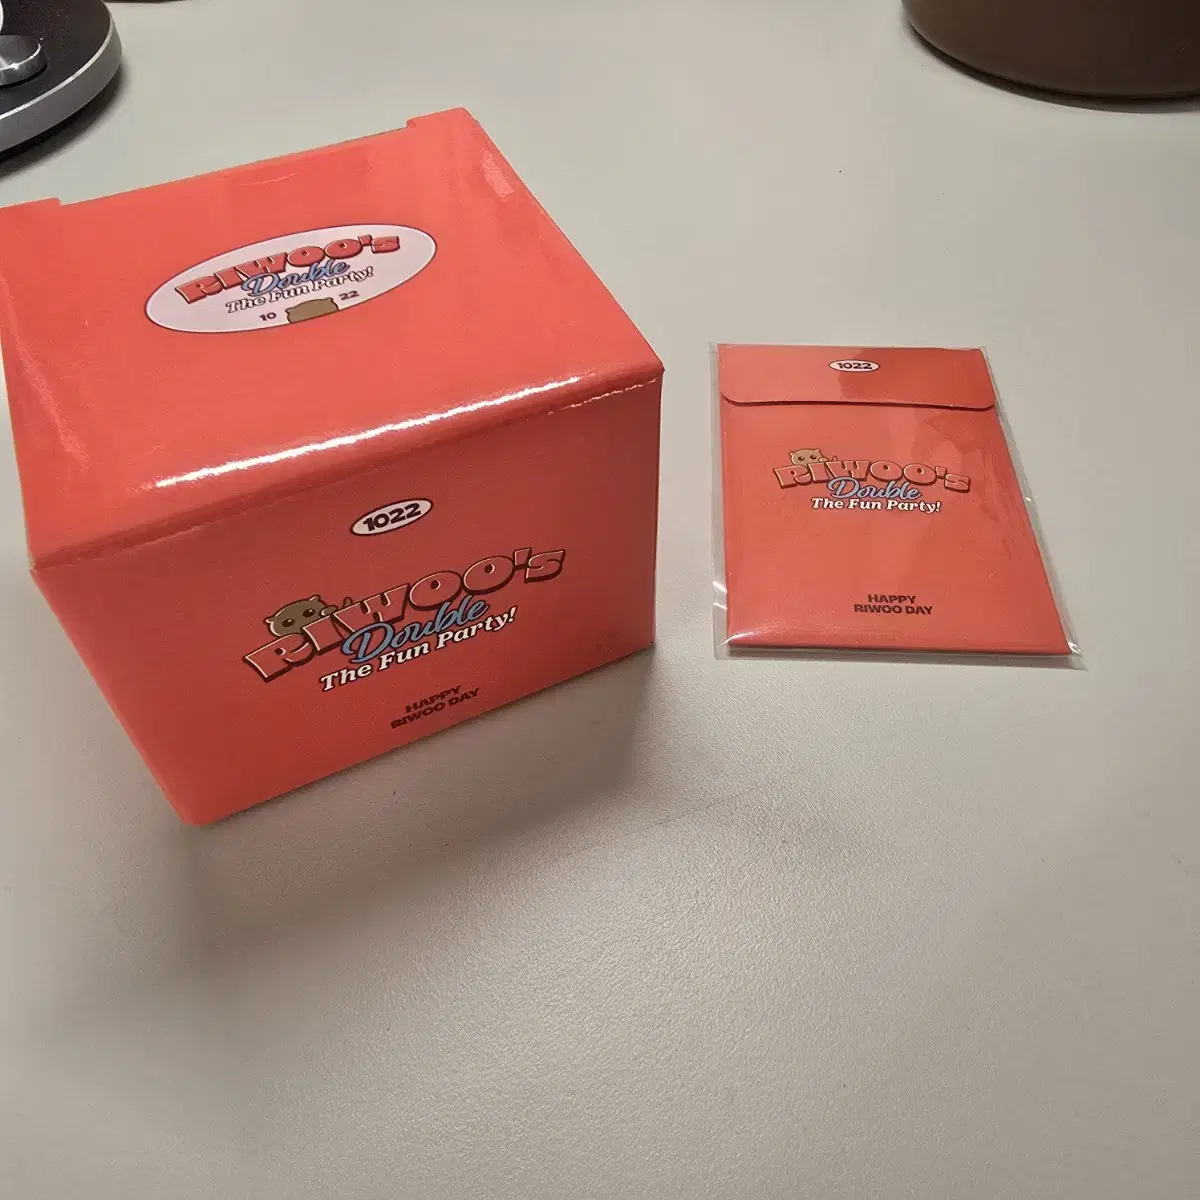 RIWOO's
Double
The Fun Party!
10 22
1022
RIWOO's
Double
The Fun Party!
HAPPY
RIWOO DAY
1022
RIWOO's
Double
The Fun Party!
HAPPY
RIWOO DAY